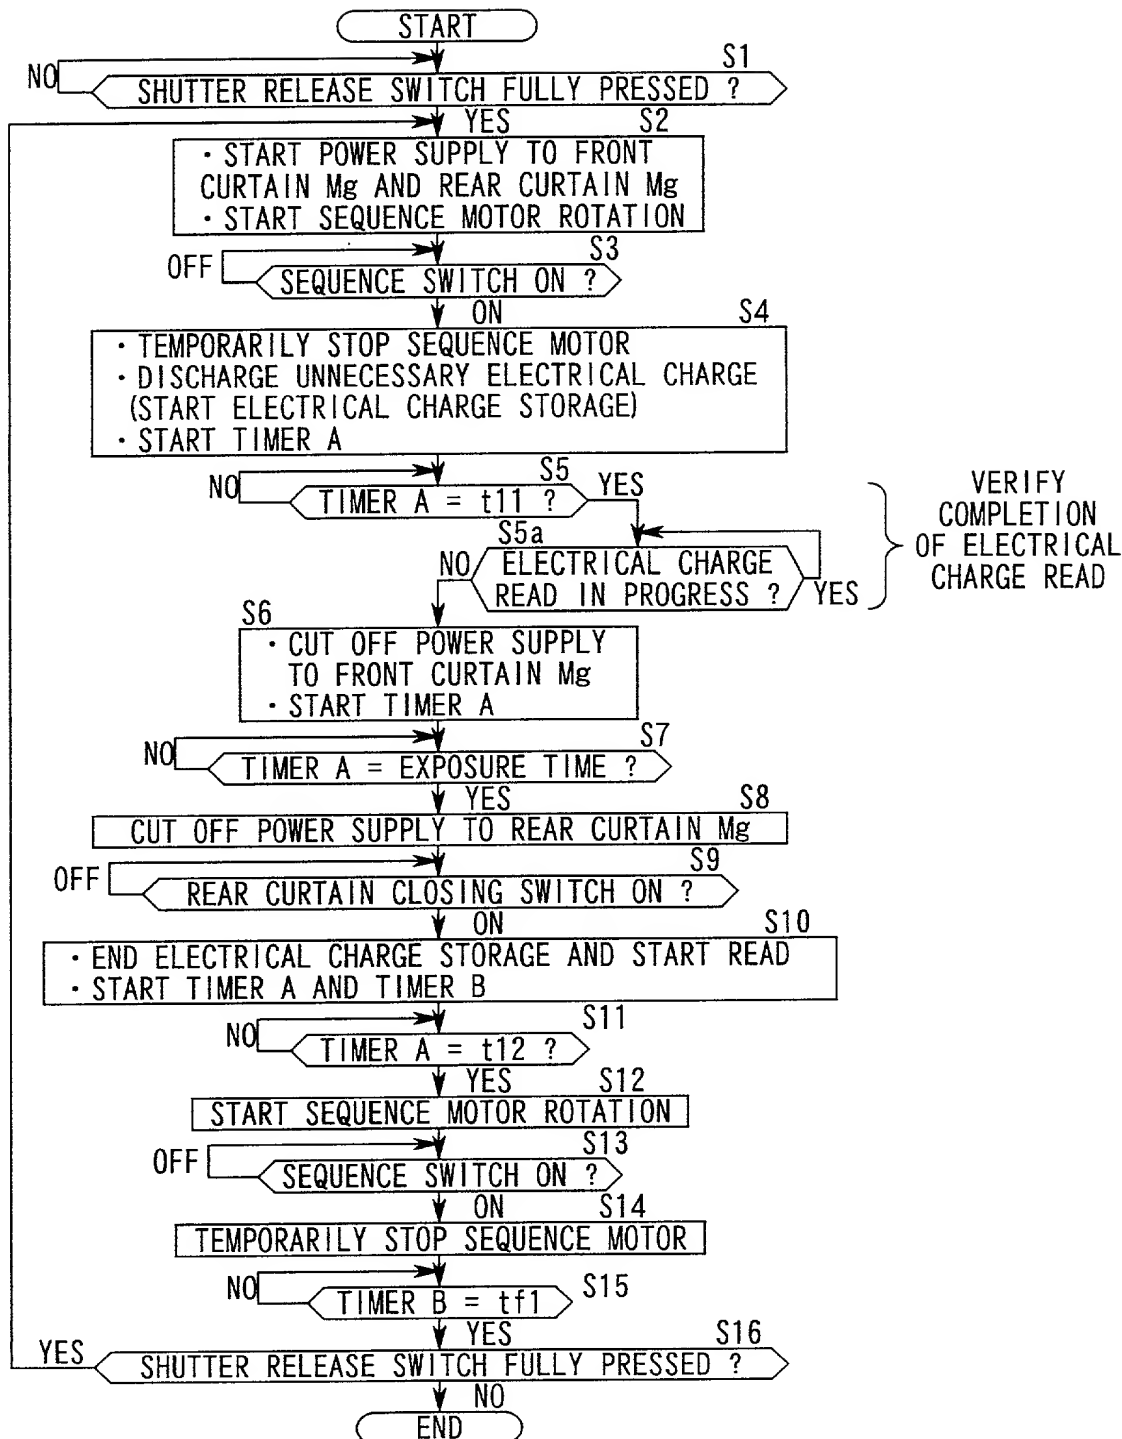 START
S1
NO
SHUTTER RELEASE SWITCH FULLY PRESSED ?
YES
S2
· START POWER SUPPLY TO FRONT
CURTAIN Mg AND REAR CURTAIN Mg
· START SEQUENCE MOTOR ROTATION
S3
OFF
SEQUENCE SWITCH ON ?
ON
S4
· TEMPORARILY STOP SEQUENCE MOTOR
· DISCHARGE UNNECESSARY ELECTRICAL CHARGE
(START ELECTRICAL CHARGE STORAGE)
· START TIMER A
S5
NO
TIMER A = t11 ?
YES
S5a
NO
ELECTRICAL CHARGE
READ IN PROGRESS ?
YES
VERIFY
COMPLETION
OF ELECTRICAL
CHARGE READ
S6
· CUT OFF POWER SUPPLY
TO FRONT CURTAIN Mg
· START TIMER A
S7
NO
TIMER A = EXPOSURE TIME ?
YES
S8
CUT OFF POWER SUPPLY TO REAR CURTAIN Mg
S9
OFF
REAR CURTAIN CLOSING SWITCH ON ?
ON
S10
· END ELECTRICAL CHARGE STORAGE AND START READ
· START TIMER A AND TIMER B
S11
NO
TIMER A = t12 ?
YES
S12
START SEQUENCE MOTOR ROTATION
S13
OFF
SEQUENCE SWITCH ON ?
ON
S14
TEMPORARILY STOP SEQUENCE MOTOR
NO
S15
TIMER B = tf1 ?
YES
S16
YES
SHUTTER RELEASE SWITCH FULLY PRESSED ?
NO
END